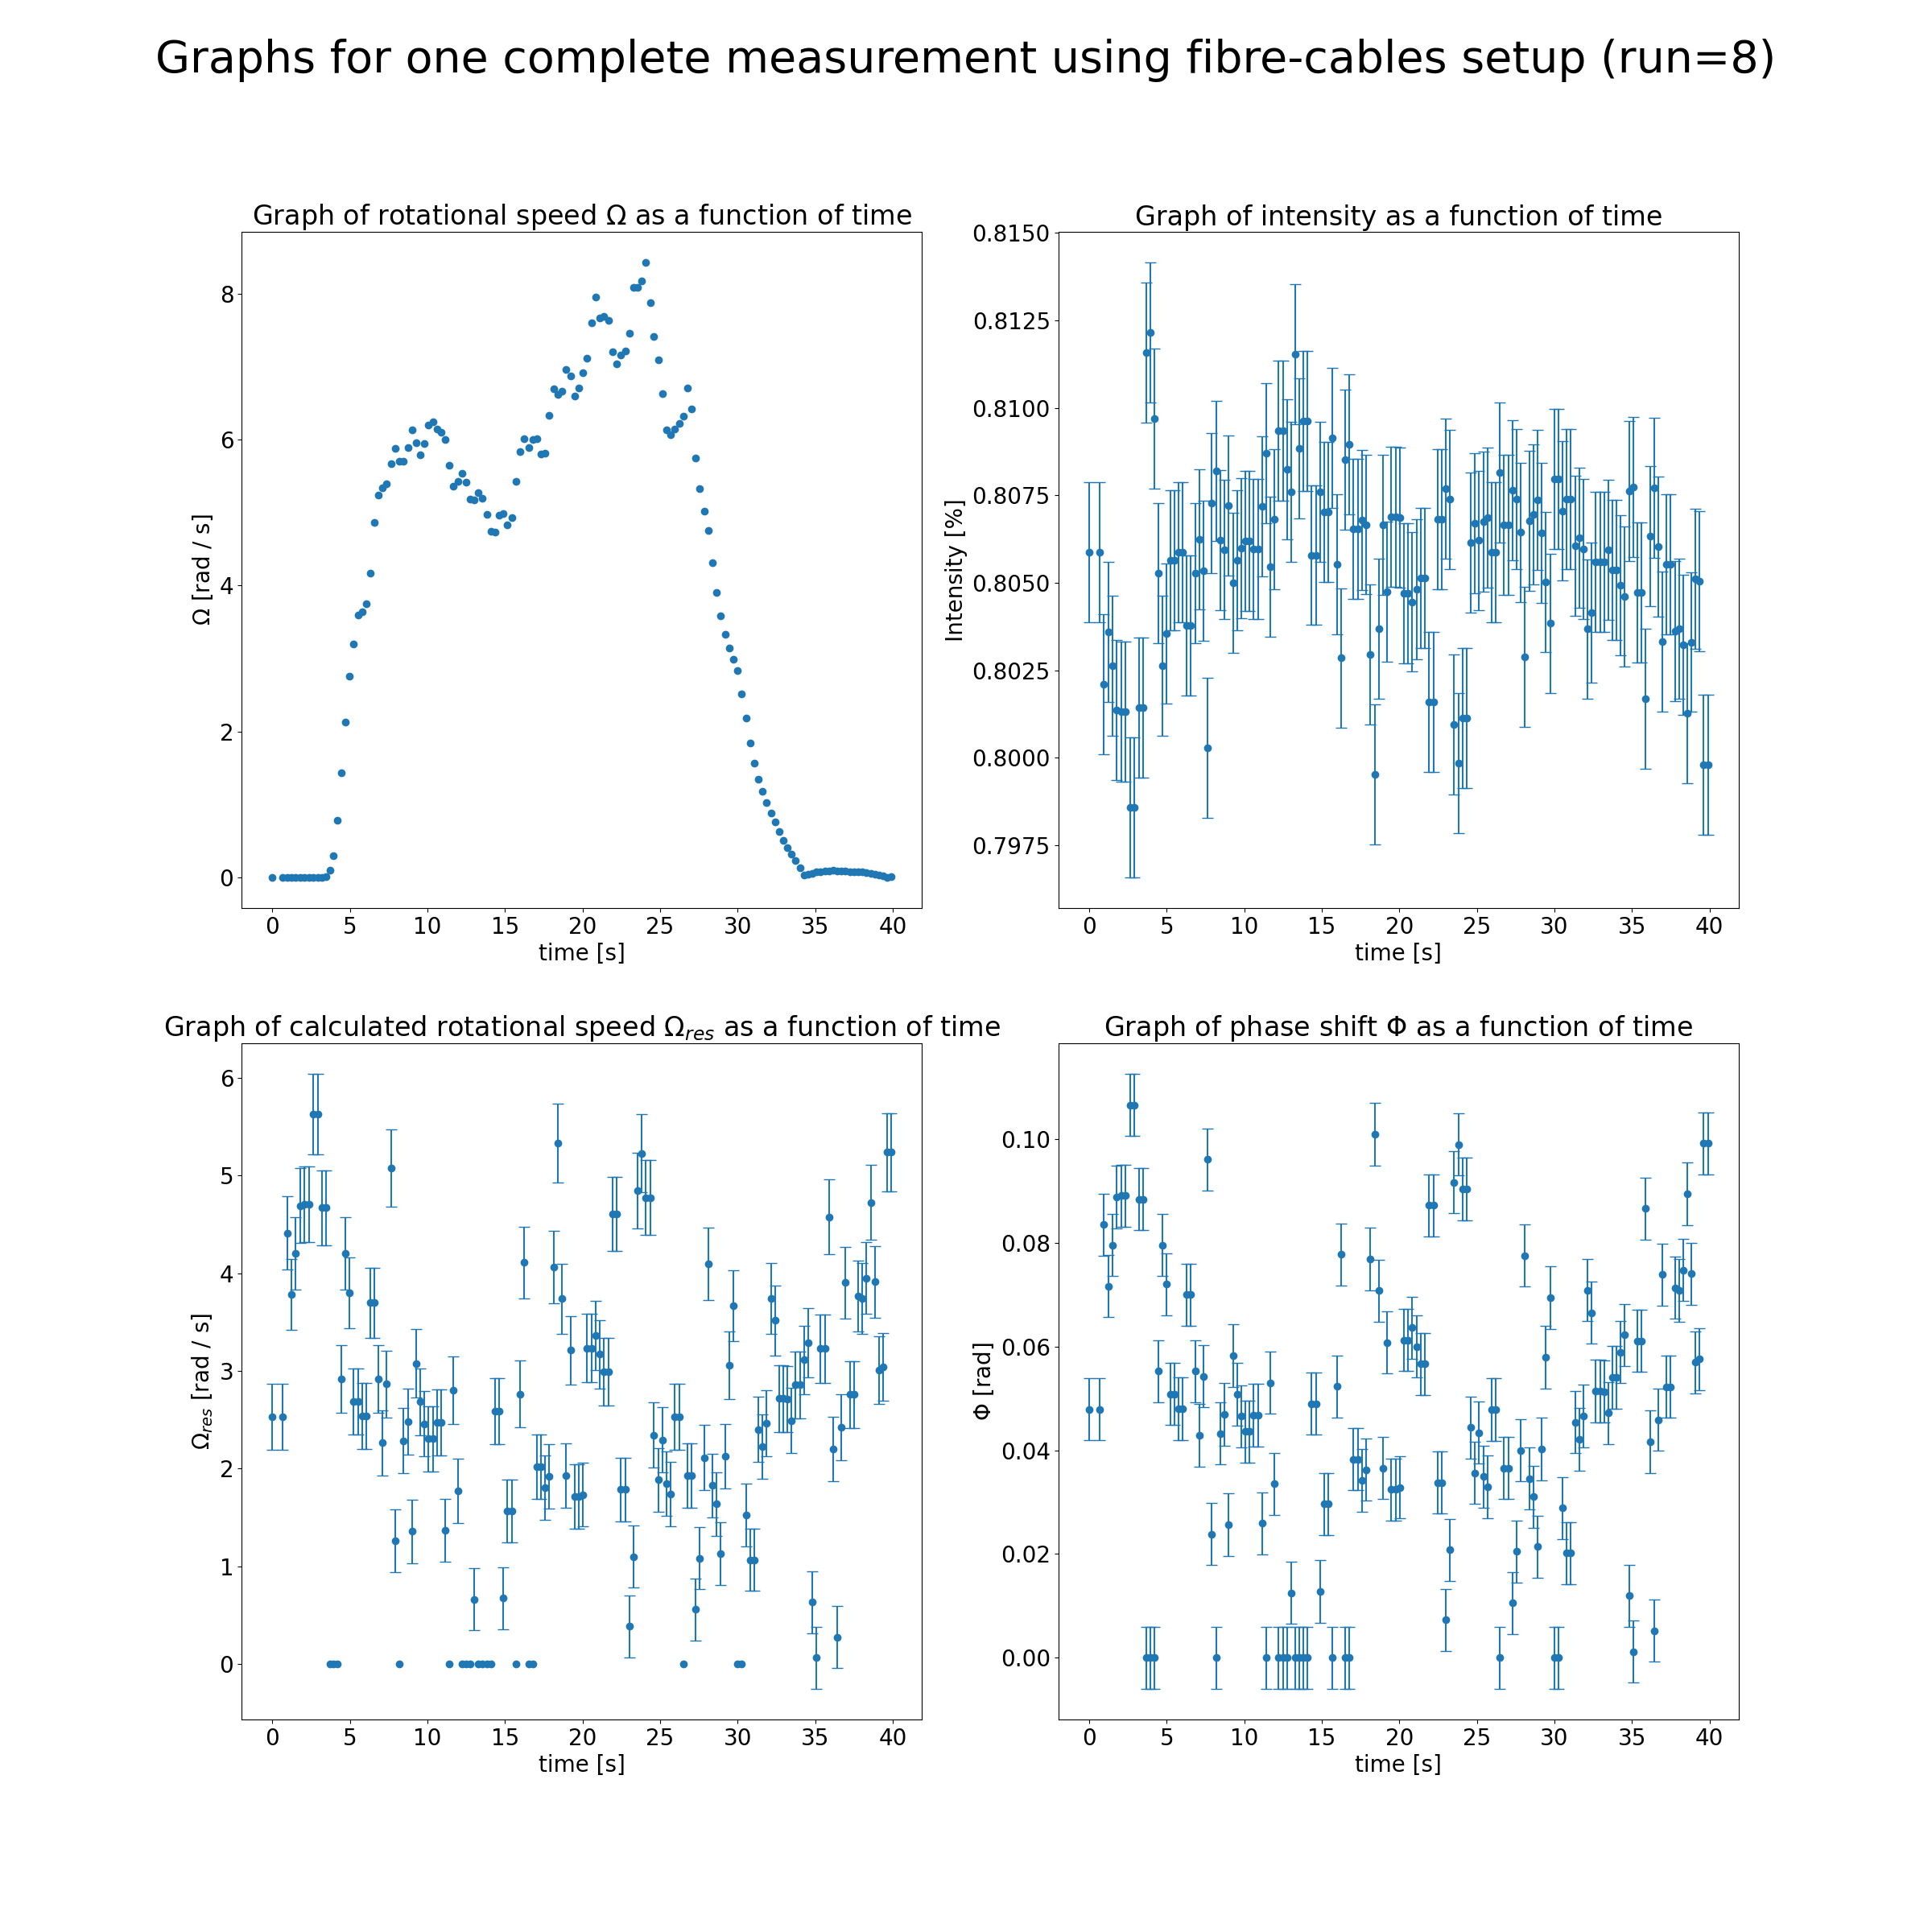 Graphs for one complete measurement using fibre-cables setup (run=8)
Graph of rotational speed Ω as a function of time
Ω [rad / s]
8
6
4
2
0
0 5 10 15 20 25 30 35 40
time [s]
Graph of intensity as a function of time
Intensity [%]
0.8150
0.8125
0.8100
0.8075
0.8050
0.8025
0.8000
0.7975
0 5 10 15 20 25 30 35 40
time [s]
Graph of calculated rotational speed Ωres as a function of time
Ωres [rad / s]
6
5
4
3
2
1
0
0 5 10 15 20 25 30 35 40
time [s]
Graph of phase shift Φ as a function of time
Φ [rad]
0.10
0.08
0.06
0.04
0.02
0.00
0 5 10 15 20 25 30 35 40
time [s]